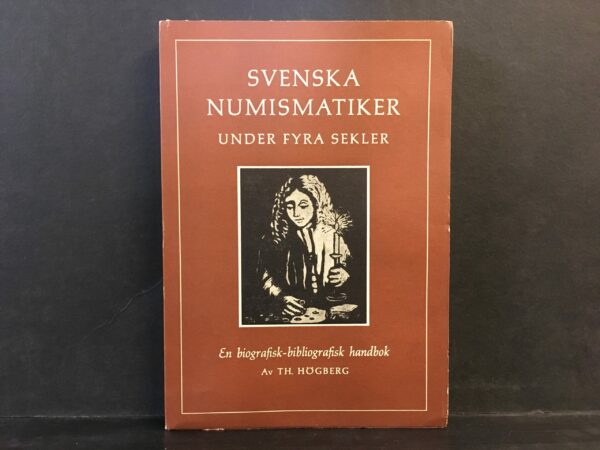 SVENSKA
NUMISMATIKER
UNDER FYRA SEKLER
En biografisk-bibliografisk handbok
Av TH. HÖGBERG